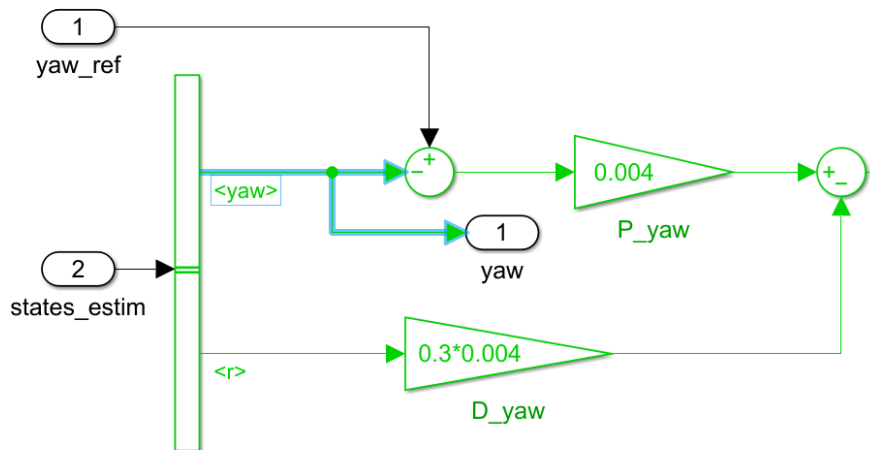 1
yaw_ref
<yaw>
0.004
P_yaw
1
yaw
2
states_estim
<r>
0.3*0.004
D_yaw